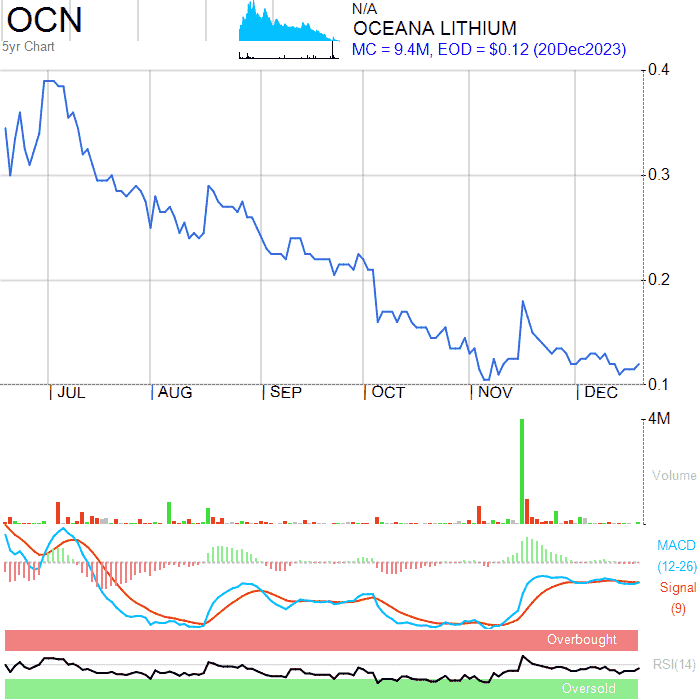 OCN
5yr Chart
N/A
OCEANA LITHIUM
MC = 9.4M, EOD = $0.12 (20Dec2023)
0.4
0.3
0.2
0.1
JUL AUG SEP OCT NOV DEC
4M
Volume
MACD
(12-26)
Signal
(9)
Overbought
RSI(14)
Oversold